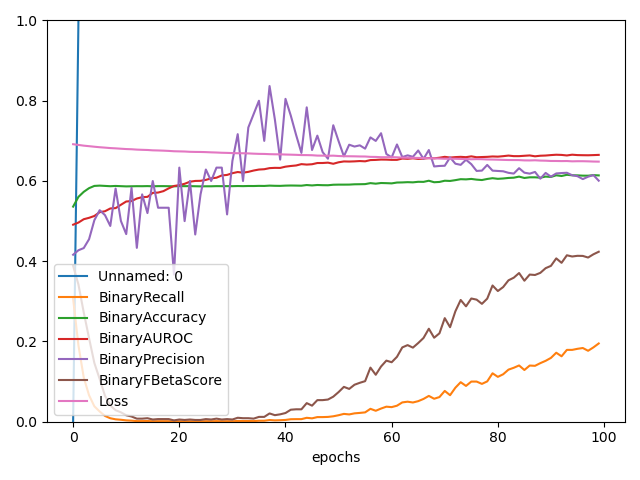 1.0
0.8
0.6
0.4
0.2
0.0
Unnamed: 0
BinaryRecall
BinaryAccuracy
BinaryAUROC
BinaryPrecision
BinaryFBetaScore
Loss
0 20 40 60 80 100
epochs